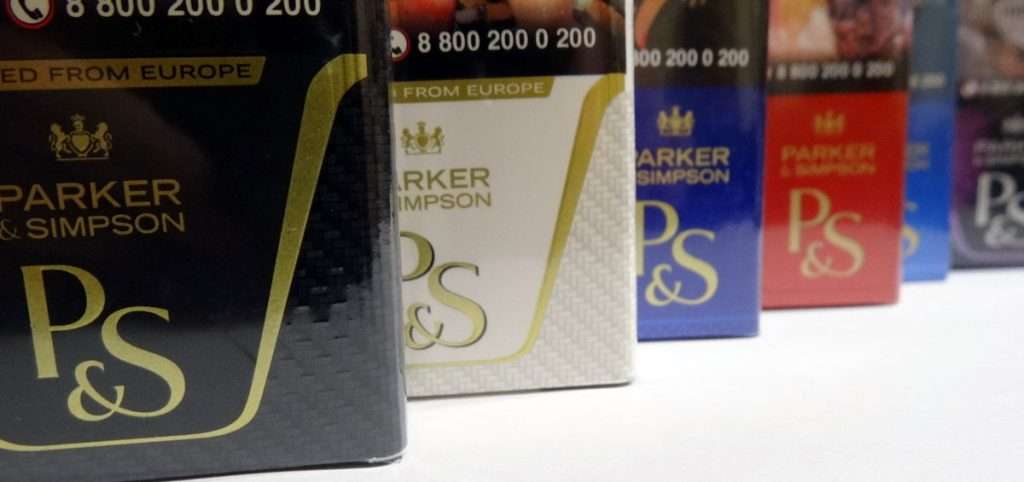 8 800 200 0 200
ED FROM EUROPE
PARKER
& SIMPSON
P&S
8 800 200 0 200
FROM EUROPE
ARKER
IMPSON
P&S
800 200 0 200
PARKER
SIMPSON
P&S
8 800 200 0 200
PARKER
& SIMPSON
P&S
S
P&S